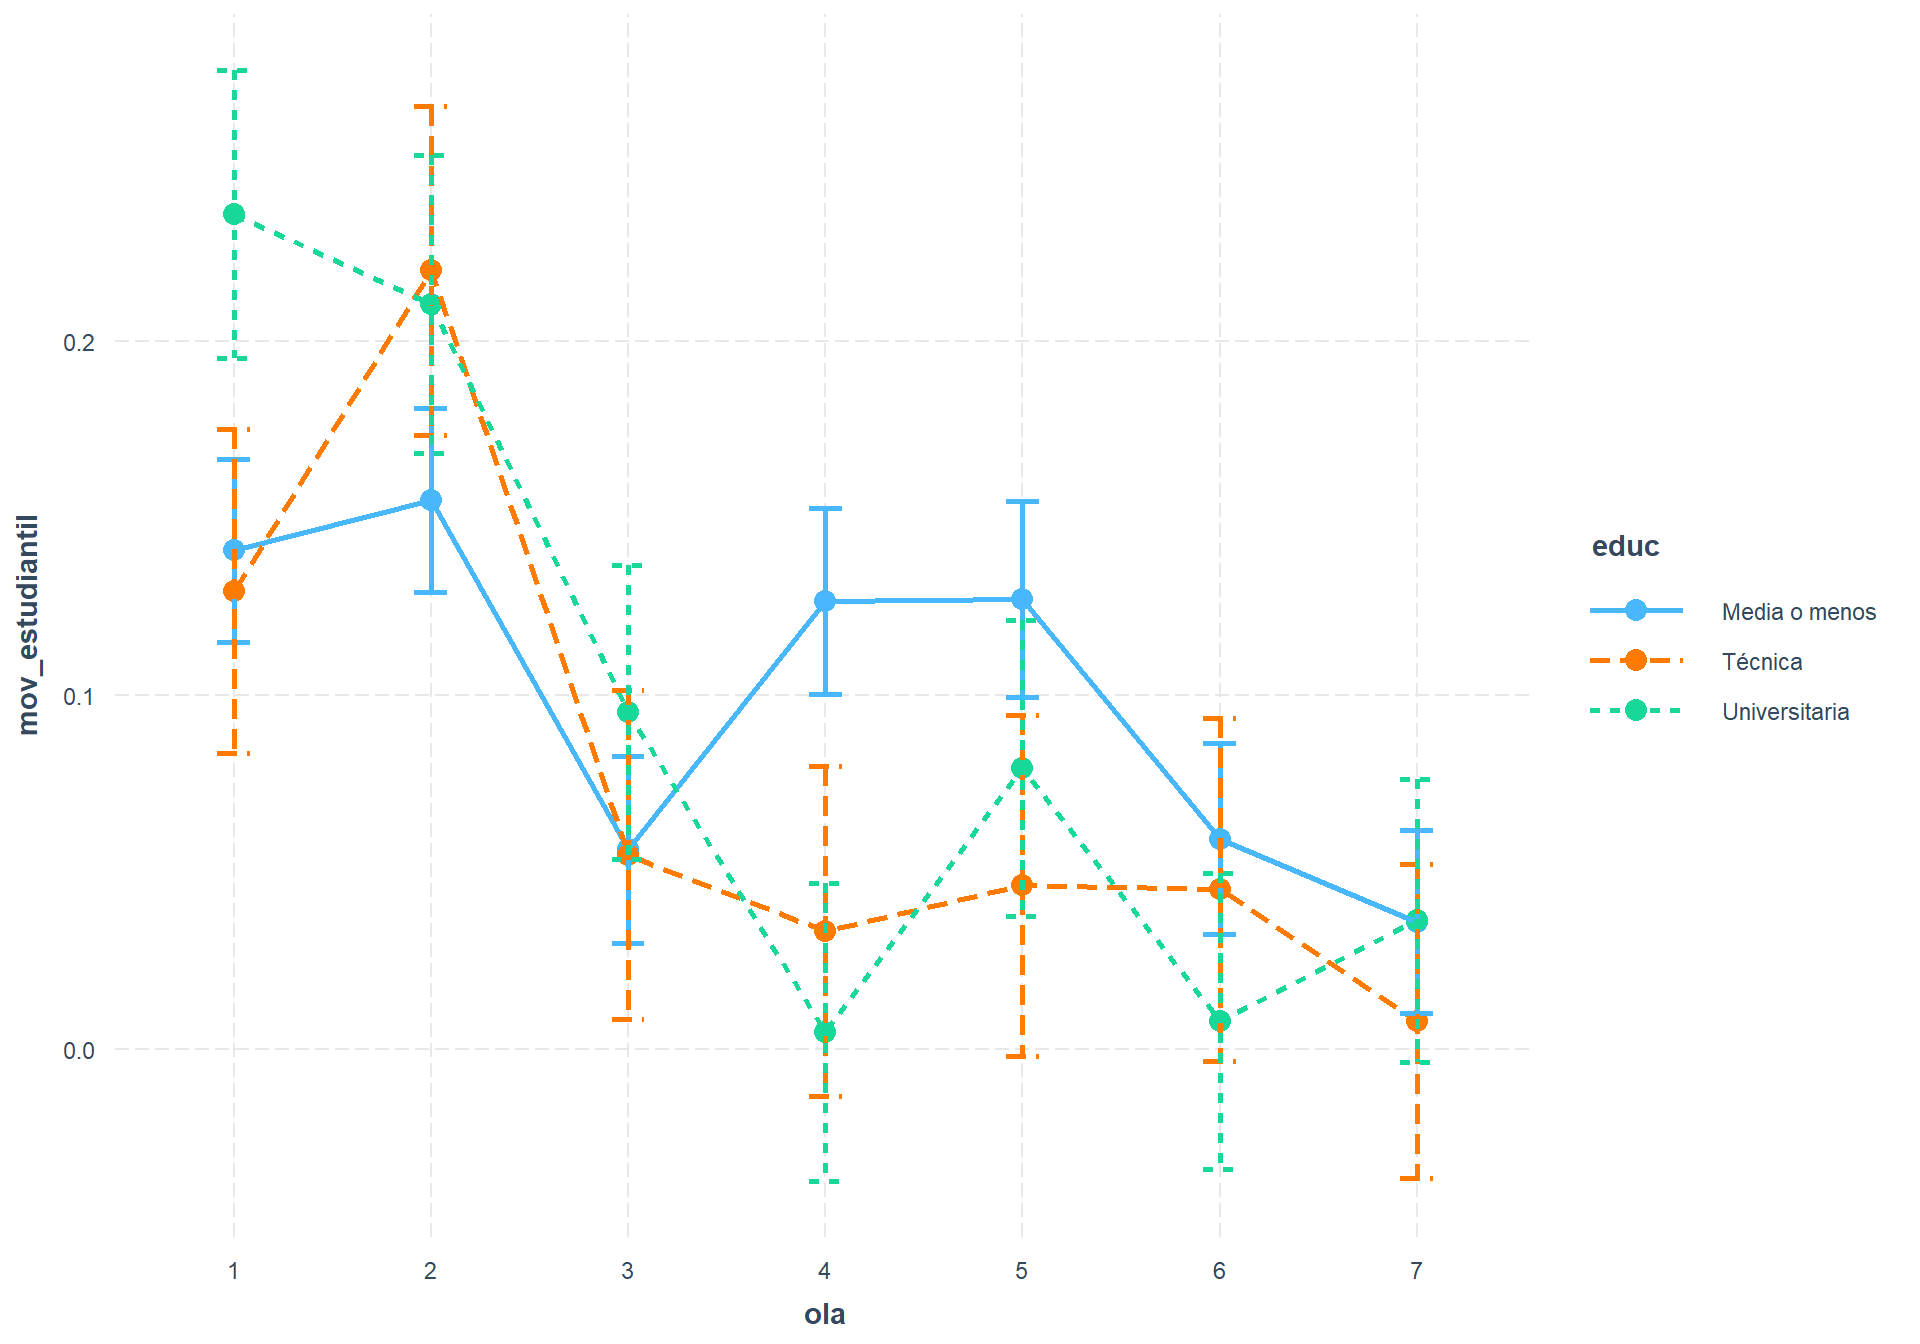 mov_estudiantil
0.2
0.1
0.0
1 2 3 4 5 6 7
ola
educ
Media o menos
Técnica
Universitaria